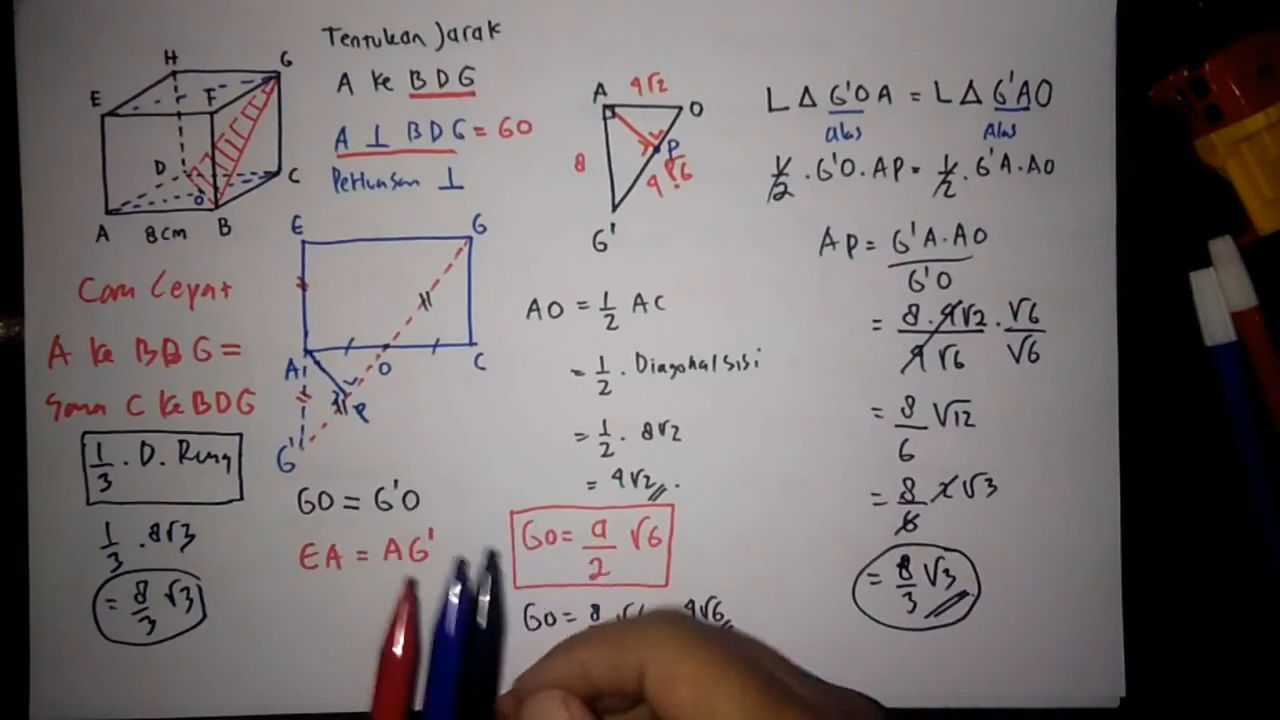 Tentukan Jarak
A ke BDG
A ⊥ BDG = GO
Perluasan ⊥
H
G
E
F
D
C
O
A
8cm
B
Cara Cepat
A ke BDG =
Sama C ke BDG
1/3 . D. Ruang
1/3 . 8√3
= 8/3 √3
E
G
A
O
C
P
G'
GO = G'O
EA = AG'
A
4√2
O
8
P
4√6
G'
AO = 1/2 AC
= 1/2 . Diagonal sisi
= 1/2 . 8√2
= 4√2
GO = a/2 √6
GO = 8
4√6
L Δ G'OA = L Δ G'AO
alas
Alas
1/2 . G'O . AP = 1/2 . G'A . AO
AP = G'A . AO / G'O
= 8 . 4√2 / 4√6 . √6 / √6
= 8/6 √12
= 8/6 2√3
= 8/3 √3